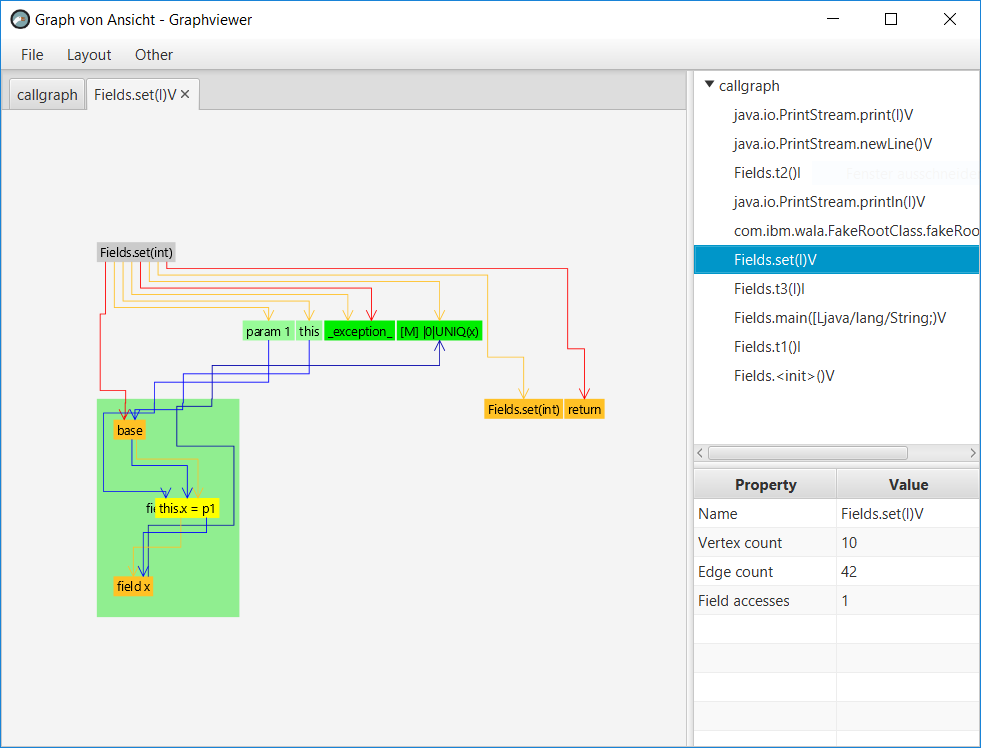 Graph von Ansicht - Graphviewer
File Layout Other
callgraph
Fields.set(I)V
Fields.set(int)
param 1
this
_exception_
[M] |0|UNIQ(x)
Fields.set(int)
return
base
this.x = p1
field x
callgraph
java.io.PrintStream.print(I)V
java.io.PrintStream.newLine()V
Fields.t2()I
java.io.PrintStream.println(I)V
com.ibm.wala.FakeRootClass.fakeRoo
Fields.set(I)V
Fields.t3(I)I
Fields.main([Ljava/lang/String;)V
Fields.t1()I
Fields.<init>()V
Property Value
Name Fields.set(I)V
Vertex count 10
Edge count 42
Field accesses 1